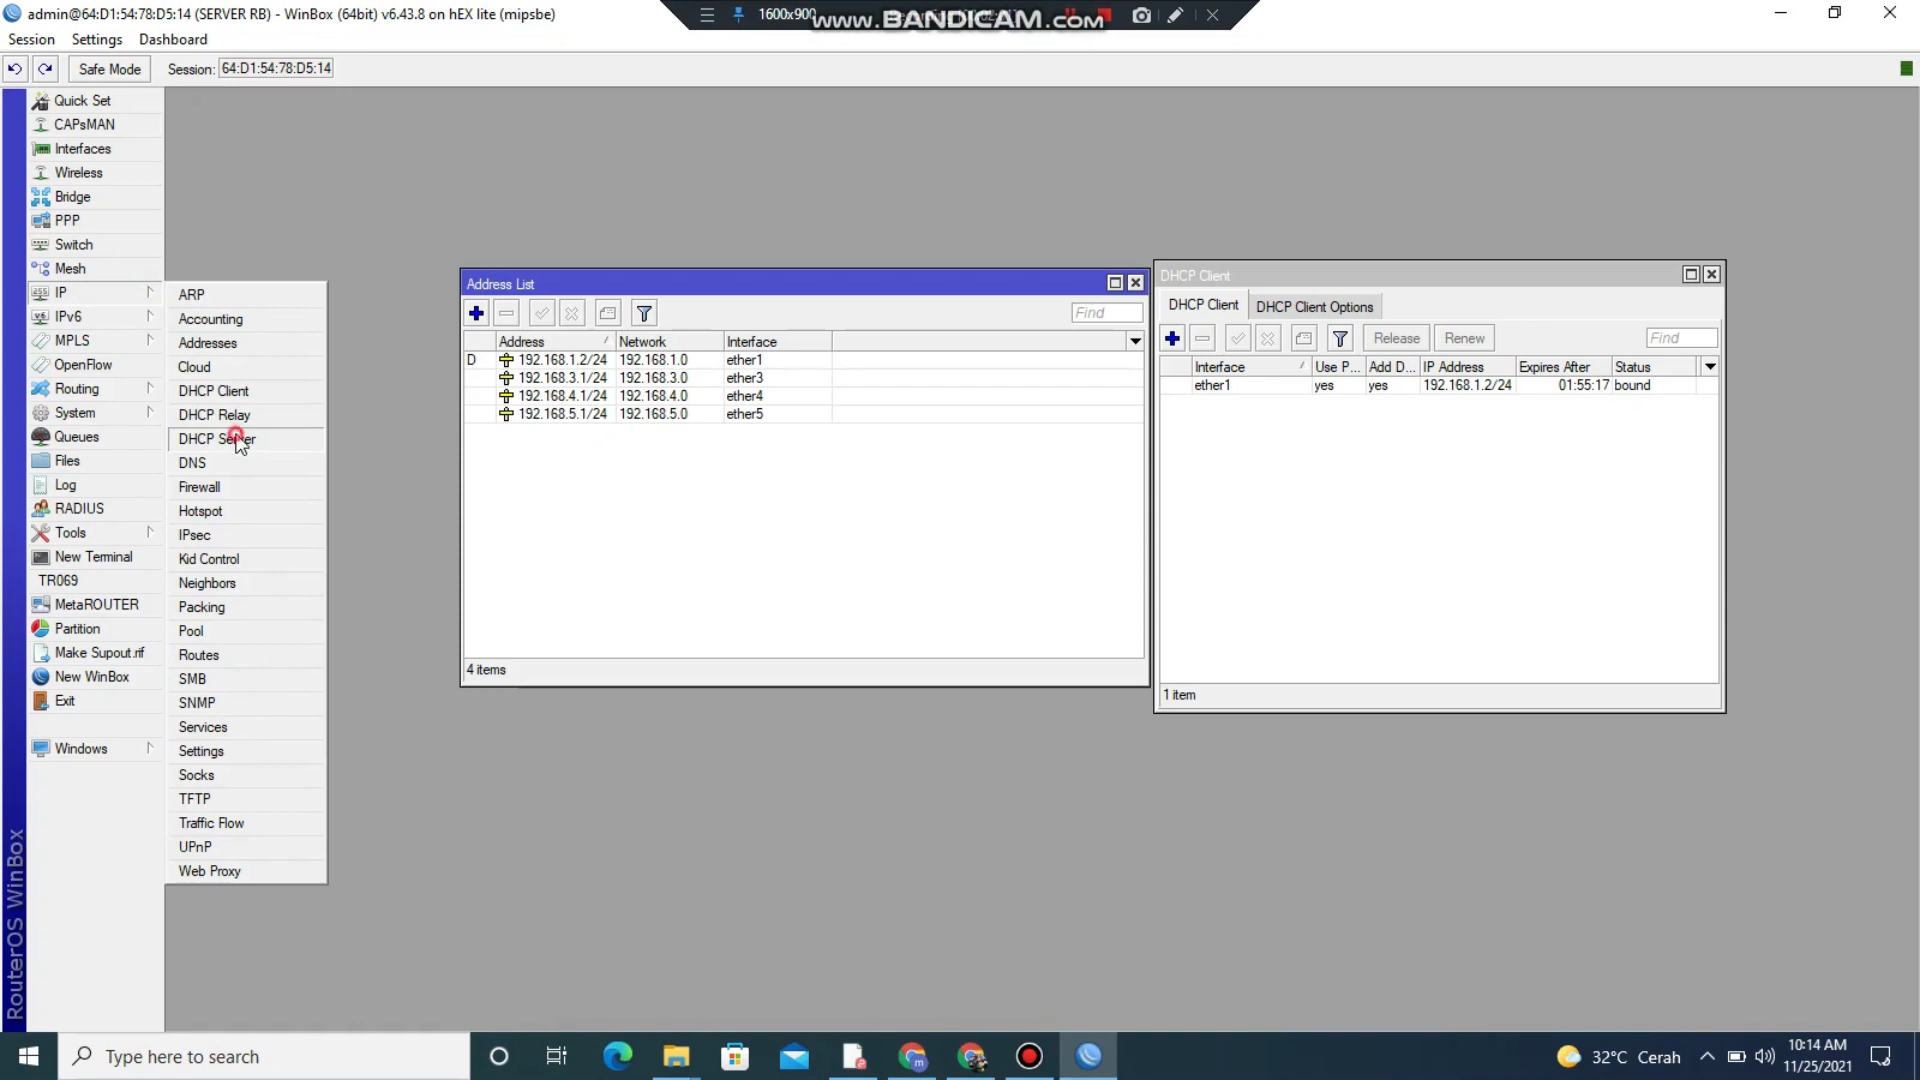 admin@64:D1:54:78:D5:14 (SERVER RB) - WinBox (64bit) v6.43.8 on hEX lite (mipsbe)
1600x900
www.BANDICAM.com
Session Settings Dashboard
Safe Mode Session: 64:D1:54:78:D5:14
Quick Set
CAPsMAN
Interfaces
Wireless
Bridge
PPP
Switch
Mesh
IP
IPv6
MPLS
OpenFlow
Routing
System
Queues
Files
Log
RADIUS
Tools
New Terminal
TR069
MetaROUTER
Partition
Make Supout.rif
New WinBox
Exit
Windows
RouterOS WinBox
ARP
Accounting
Addresses
Cloud
DHCP Client
DHCP Relay
DHCP Server
DNS
Firewall
Hotspot
IPsec
Kid Control
Neighbors
Packing
Pool
Routes
SMB
SNMP
Services
Settings
Socks
TFTP
Traffic Flow
UPnP
Web Proxy
Address List
Find
Address Network Interface
D 192.168.1.2/24 192.168.1.0 ether1
192.168.3.1/24 192.168.3.0 ether3
192.168.4.1/24 192.168.4.0 ether4
192.168.5.1/24 192.168.5.0 ether5
4 items
DHCP Client
DHCP Client DHCP Client Options
Release Renew Find
Interface Use P... Add D... IP Address Expires After Status
ether1 yes yes 192.168.1.2/24 01:55:17 bound
1 item
Type here to search
32°C Cerah
10:14 AM
11/25/2021